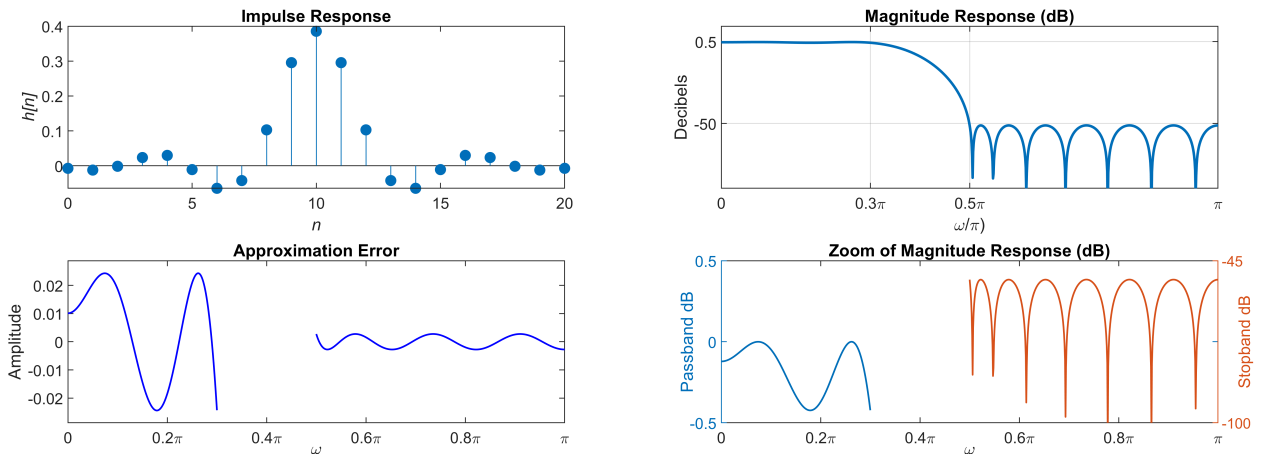 Impulse Response
0.4
0.3
0.2
0.1
0
h[n]
0 5 10 15 20
n
Magnitude Response (dB)
0.5
-50
Decibels
0 0.3π 0.5π π
ω/π)
Approximation Error
0.02
0.01
0
-0.01
-0.02
Amplitude
0 0.2π 0.4π 0.6π 0.8π π
ω
Zoom of Magnitude Response (dB)
0.5
0
-0.5
Passband dB
-45
-100
Stopband dB
0 0.2π 0.4π 0.6π 0.8π π
ω